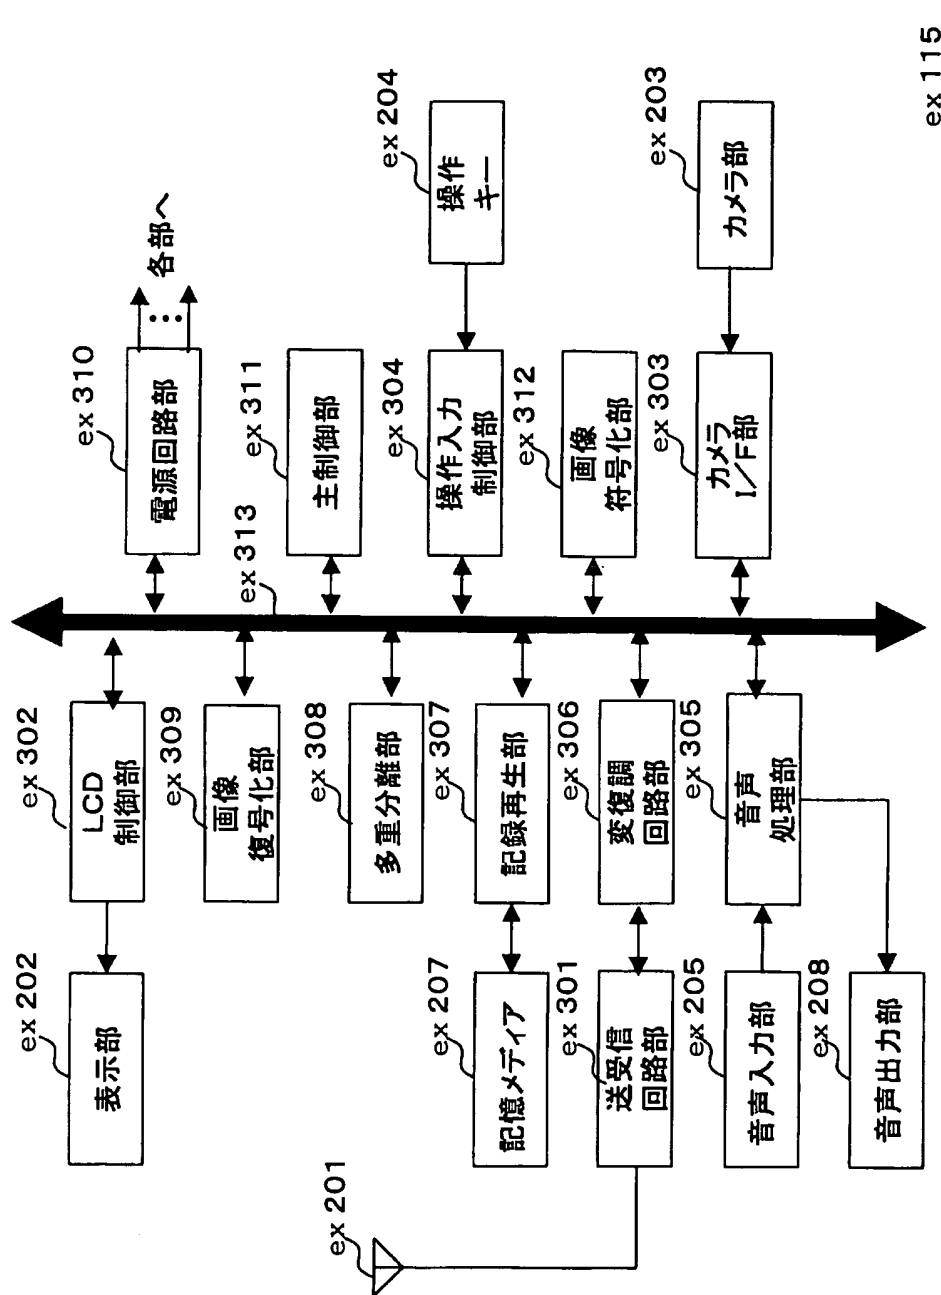 ex 115
ex 201
ex 202
表示部
ex 302
LCD
制御部
ex 310
電源回路部
各部へ
ex 309
画像
復号化部
ex 313
ex 311
主制御部
ex 308
多重分離部
ex 304
操作入力
制御部
ex 204
操作
キー
ex 207
記憶メディア
ex 307
記録再生部
ex 312
画像
符号化部
ex 301
送受信
回路部
ex 306
変復調
回路部
ex 303
カメラ
I／F部
ex 203
カメラ部
ex 205
音声入力部
ex 305
音声
処理部
ex 208
音声出力部